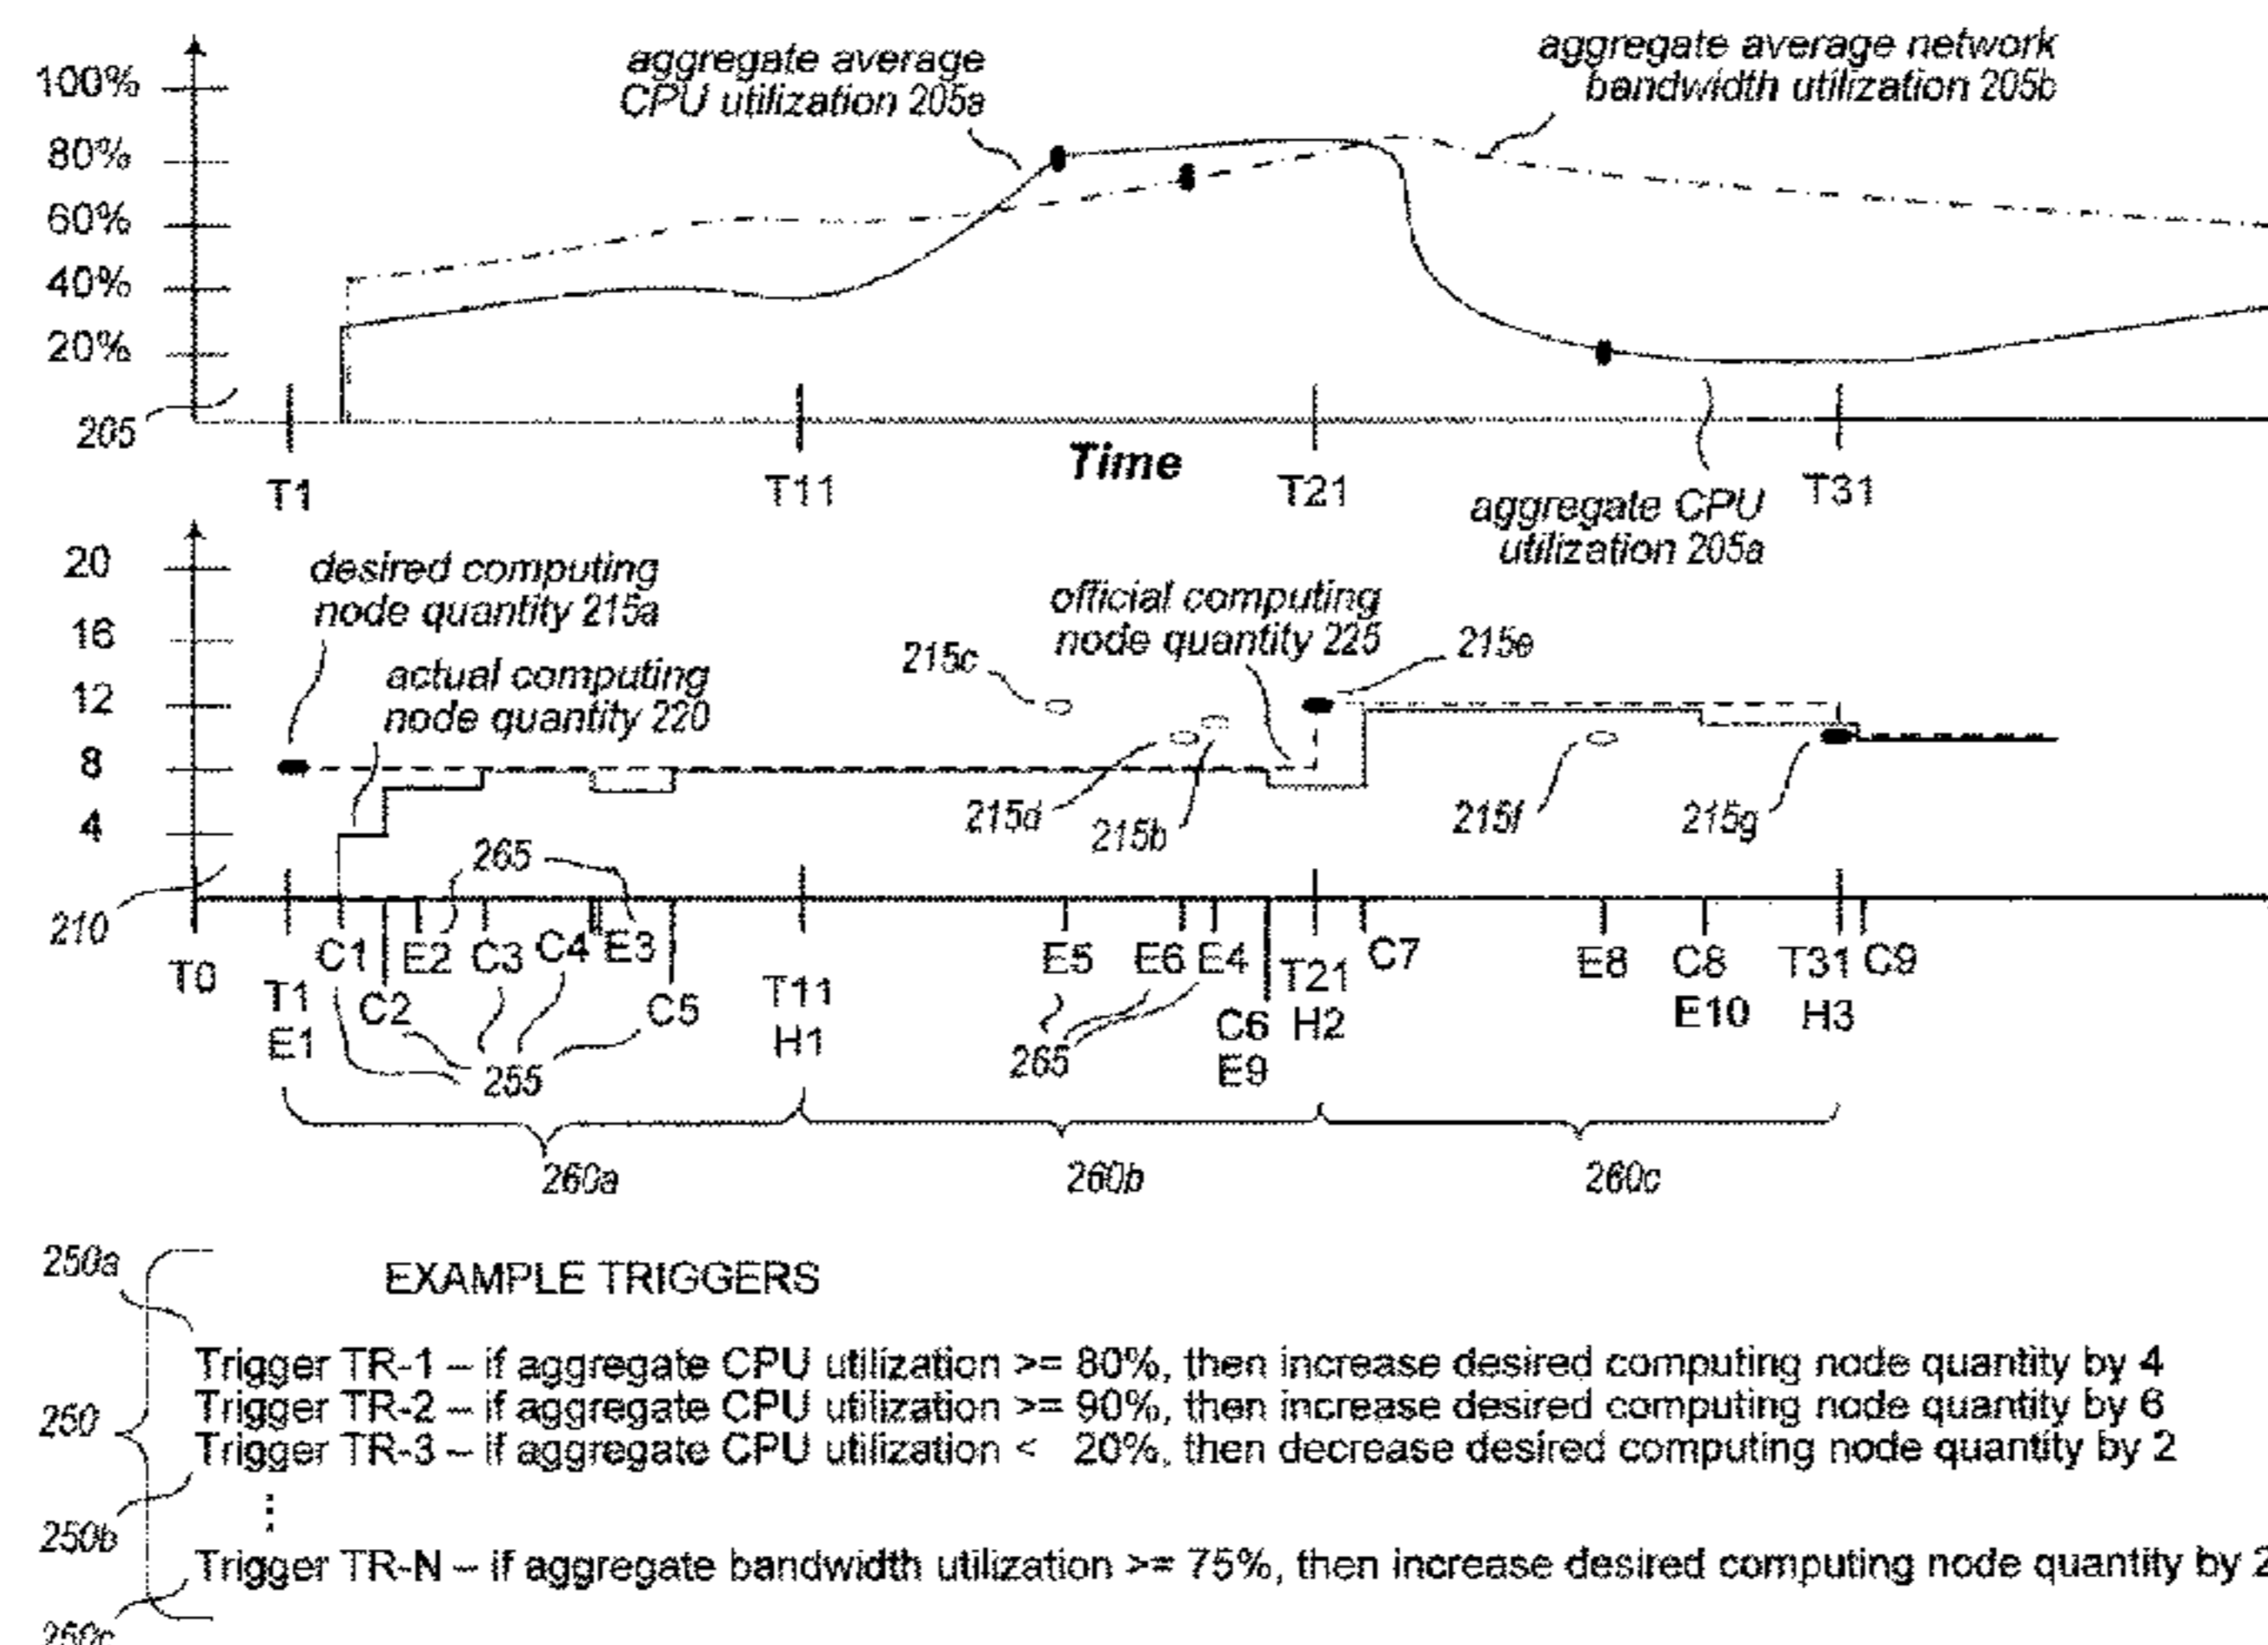 aggregate average
CPU utilization 205a
aggregate average network
bandwidth utilization 205b
100%
80%
60%
40%
20%
205
T1
T11
Time
T21
T31
aggregate CPU
utilization 205a
20
16
12
8
4
desired computing
node quantity 215a
actual computing
node quantity 220
official computing
node quantity 225
215c
215e
215d
215b
215f
215g
265
210
T0
T1
E1
C1
C2
E2
C3
C4
E3
C5
T11
H1
E5
E6
E4
C6
E9
T21
H2
C7
E8
C8
E10
T31
H3
C9
255
265
260a
260b
260c
250a
EXAMPLE TRIGGERS
Trigger TR-1 – if aggregate CPU utilization >= 80%, then increase desired computing node quantity by 4
250
Trigger TR-2 – if aggregate CPU utilization >= 90%, then increase desired computing node quantity by 6
Trigger TR-3 – if aggregate CPU utilization < 20%, then decrease desired computing node quantity by 2
⋮
250b
Trigger TR-N – if aggregate bandwidth utilization >= 75%, then increase desired computing node quantity by 2
250c